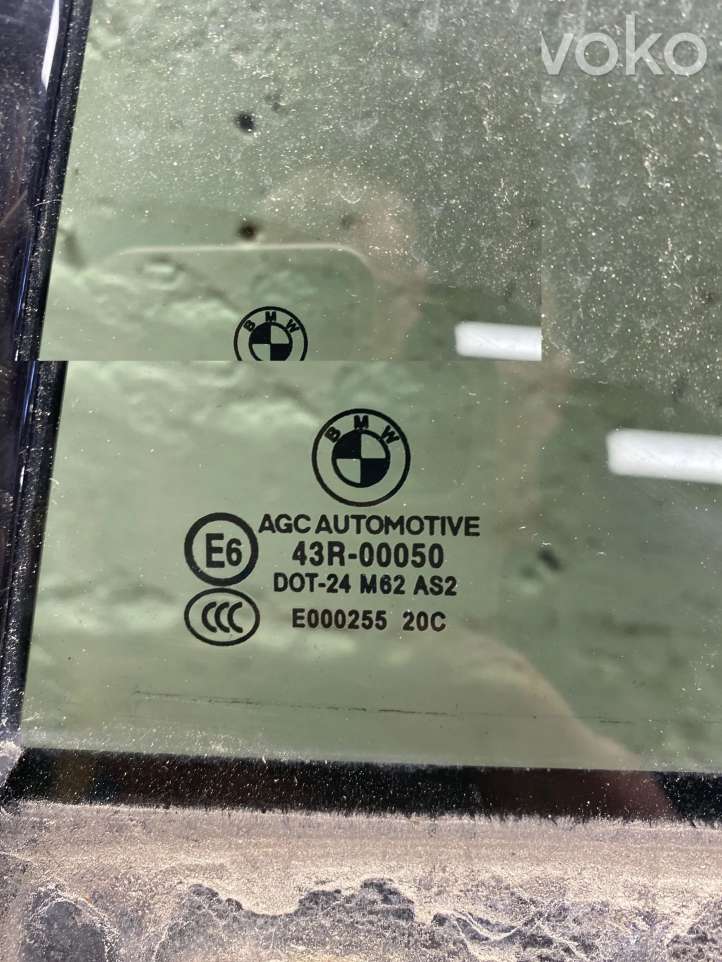 voko
BMW
BMW
AGC AUTOMOTIVE
E6 43R-00050
DOT-24 M62 AS2
CCC E000255 20C